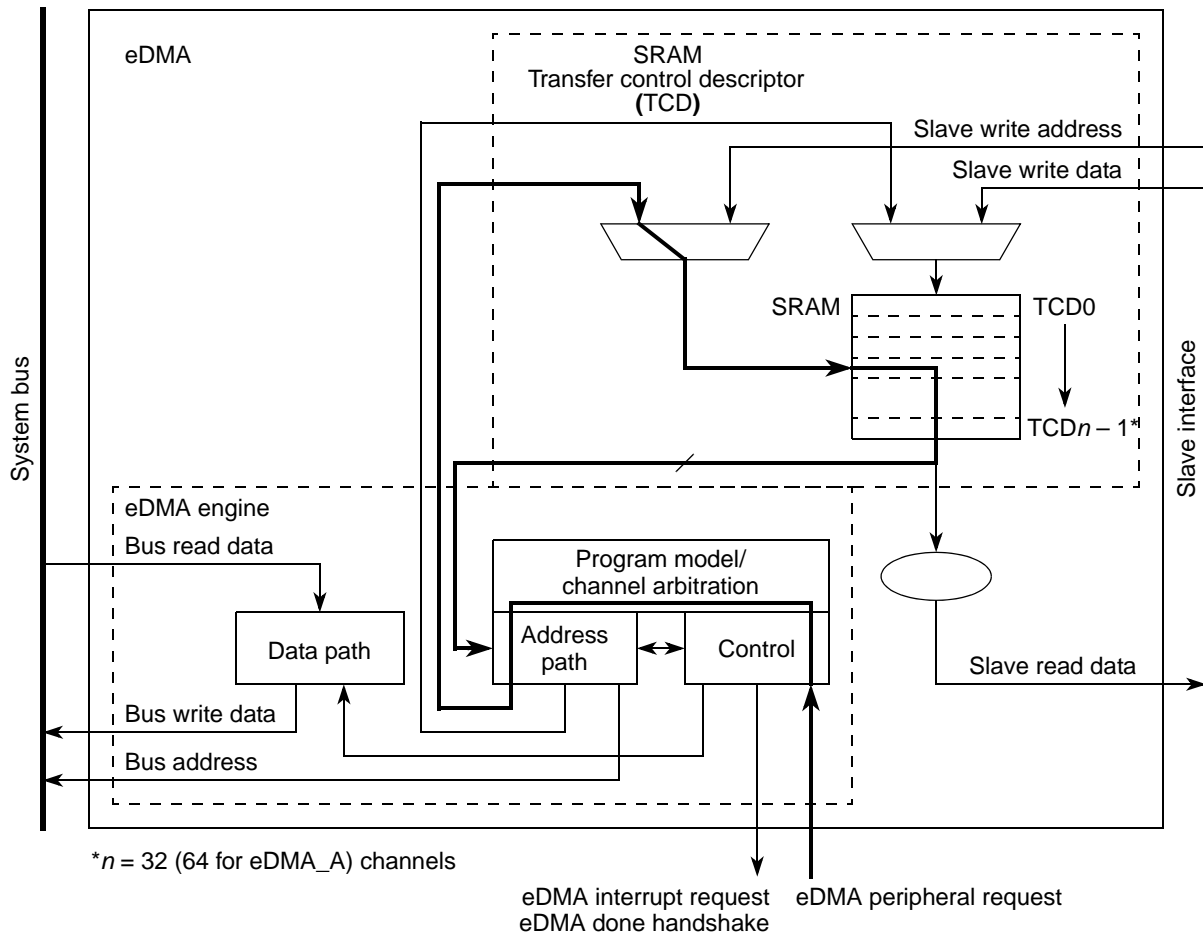 eDMA
SRAM
Transfer control descriptor
(TCD)
Slave write address
Slave write data
SRAM
TCD0
TCDn – 1*
System bus
Slave interface
eDMA engine
Bus read data
Program model/
channel arbitration
Data path
Address
path
Control
Slave read data
Bus write data
Bus address
*n = 32 (64 for eDMA_A) channels
eDMA interrupt request
eDMA done handshake
eDMA peripheral request